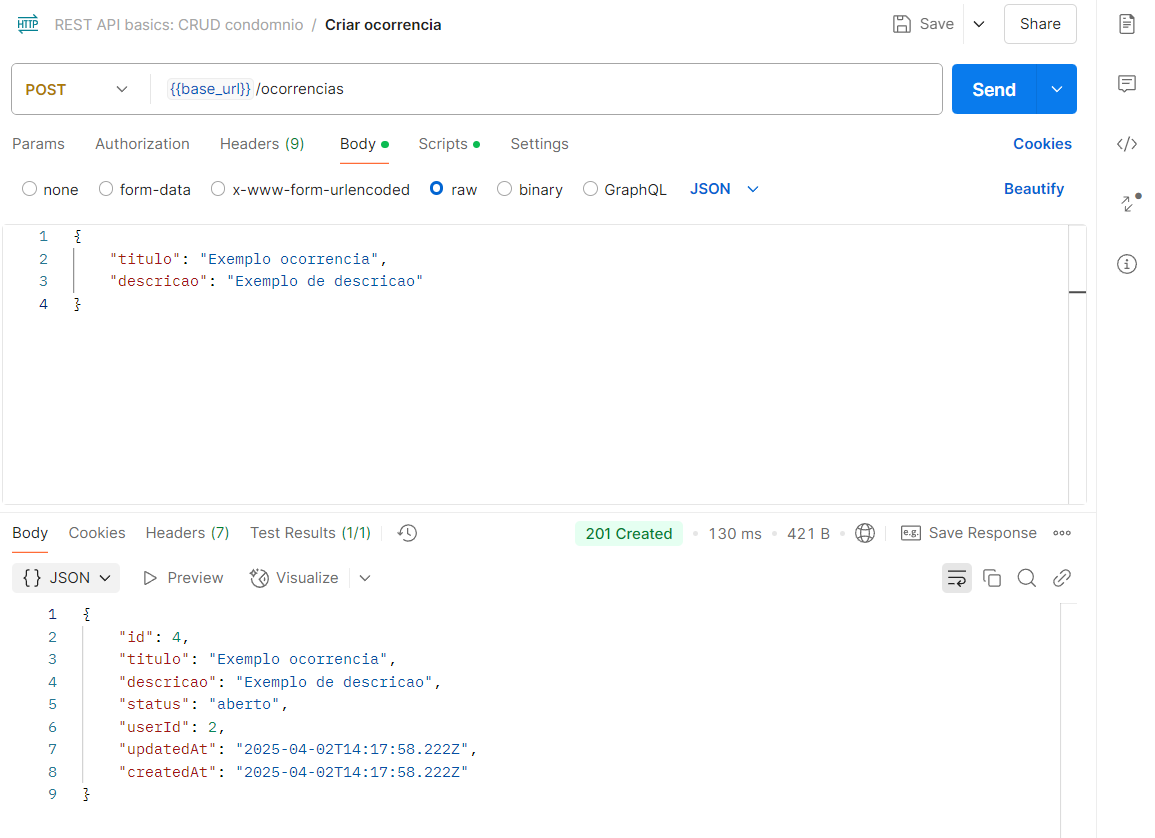 HTTP REST API basics: CRUD condomnio / Criar ocorrencia Save Share
POST {{base_url}} /ocorrencias Send
Params Authorization Headers (9) Body Scripts Settings Cookies
none form-data x-www-form-urlencoded raw binary GraphQL JSON Beautify
1 {
2 "titulo": "Exemplo ocorrencia",
3 "descricao": "Exemplo de descricao"
4 }
Body Cookies Headers (7) Test Results (1/1) 201 Created 130 ms 421 B e.g. Save Response
{} JSON Preview Visualize
1 {
2 "id": 4,
3 "titulo": "Exemplo ocorrencia",
4 "descricao": "Exemplo de descricao",
5 "status": "aberto",
6 "userId": 2,
7 "updatedAt": "2025-04-02T14:17:58.222Z",
8 "createdAt": "2025-04-02T14:17:58.222Z"
9 }